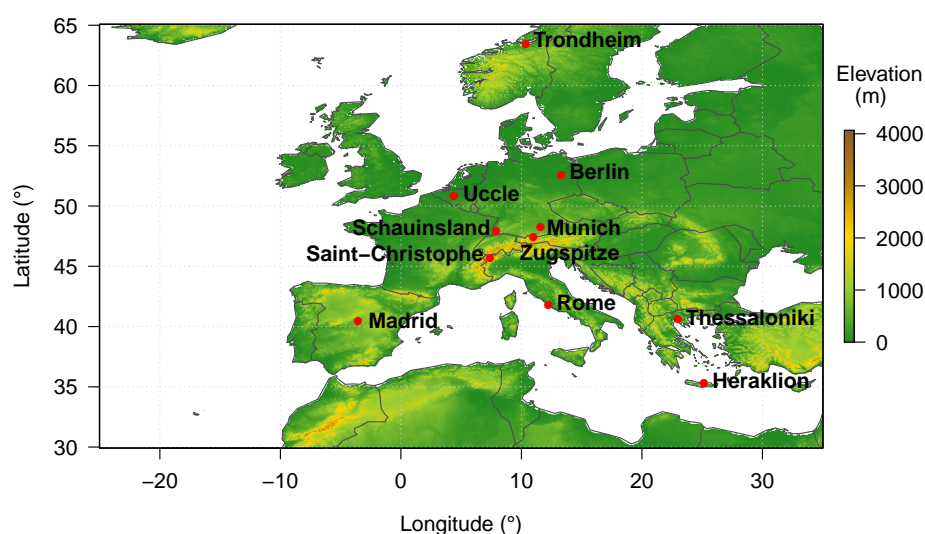 65
60
55
50
45
40
35
30
Latitude (°)
Trondheim
Berlin
Uccle
Schauinsland
Munich
Saint−Christophe
Zugspitze
Rome
Madrid
Thessaloniki
Heraklion
−20
−10
0
10
20
30
Longitude (°)
Elevation
(m)
4000
3000
2000
1000
0